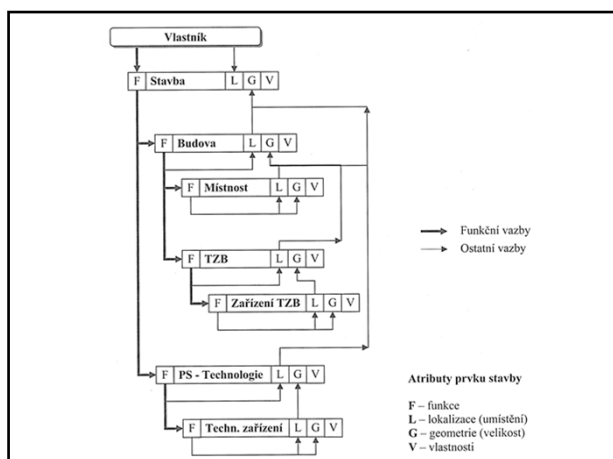 Vlastník
F Stavba L G V
F Budova L G V
F Místnost L G V
Funkční vazby
Ostatní vazby
F TZB L G V
F Zařízení TZB L G V
F PS - Technologie L G V
Atributy prvku stavby
F – funkce
L – lokalizace (umístění)
F Techn. zařízení L G V
G – geometrie (velikost)
V – vlastnosti